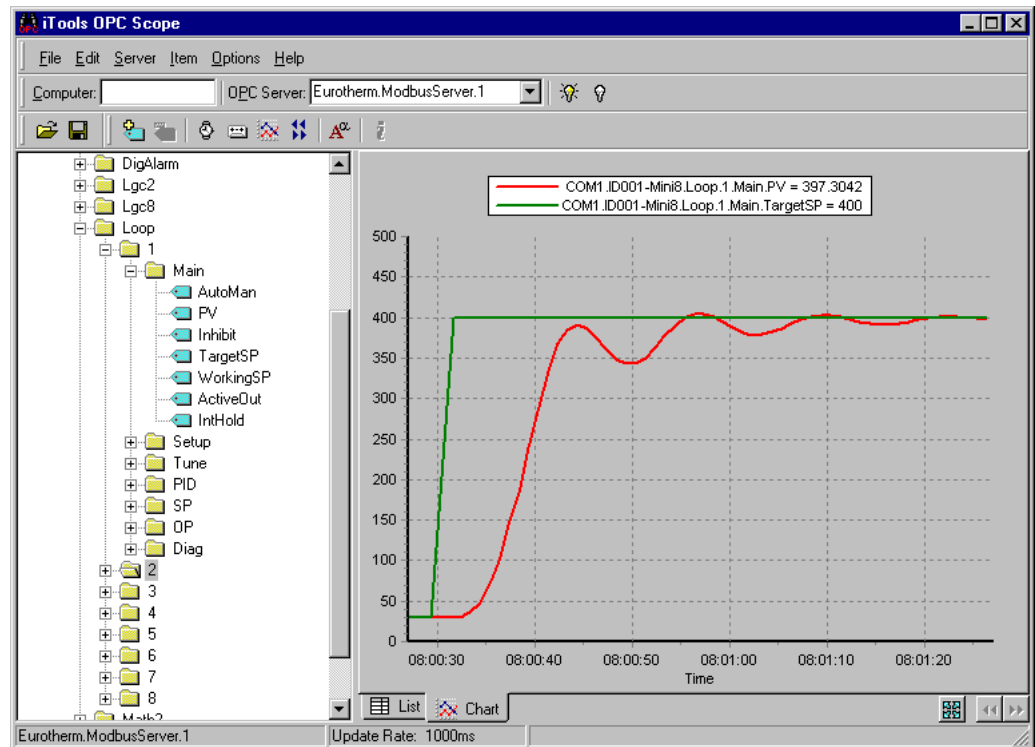 iTools OPC Scope
File Edit Server Item Options Help
Computer: OPC Server: Eurotherm.ModbusServer.1
DigAlarm
Lgc2
Lgc8
Loop
1
Main
AutoMan
PV
Inhibit
TargetSP
WorkingSP
ActiveOut
IntHold
Setup
Tune
PID
SP
OP
Diag
2
3
4
5
6
7
8
COM1.ID001-Mini8.Loop.1.Main.PV = 397.3042
COM1.ID001-Mini8.Loop.1.Main.TargetSP = 400
500
450
400
350
300
250
200
150
100
50
0
08:00:30 08:00:40 08:00:50 08:01:00 08:01:10 08:01:20
Time
List Chart
Eurotherm.ModbusServer.1 Update Rate: 1000ms